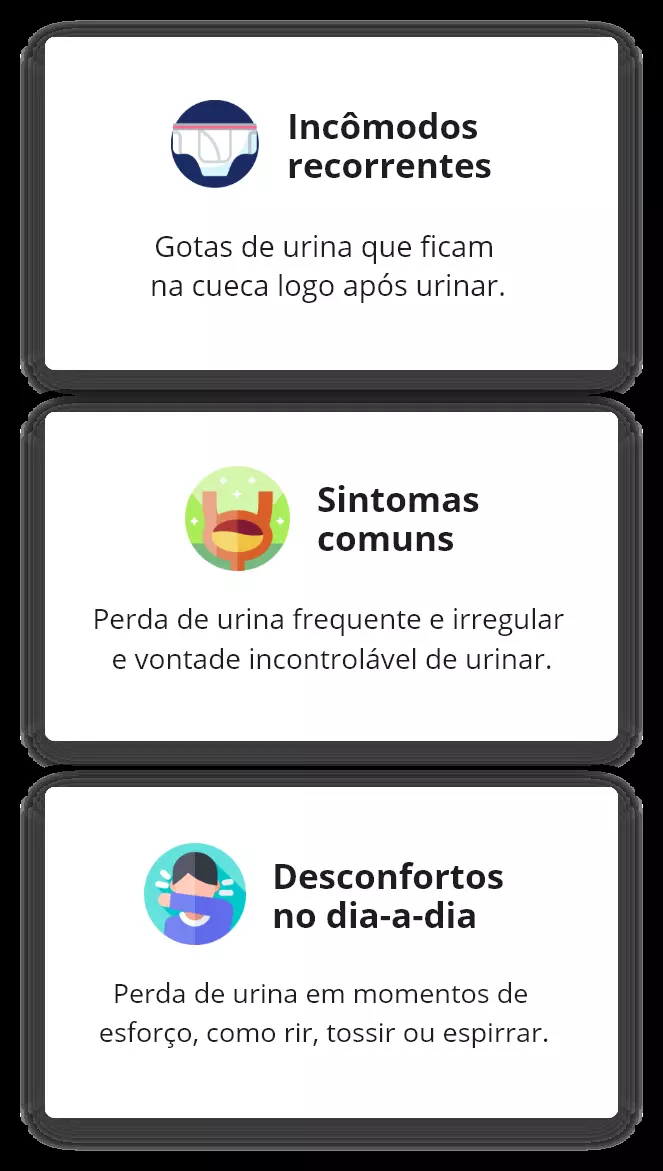 Incômodos
recorrentes
Gotas de urina que ficam
na cueca logo após urinar.
Sintomas
comuns
Perda de urina frequente e irregular
e vontade incontrolável de urinar.
Desconfortos
no dia-a-dia
Perda de urina em momentos de
esforço, como rir, tossir ou espirrar.